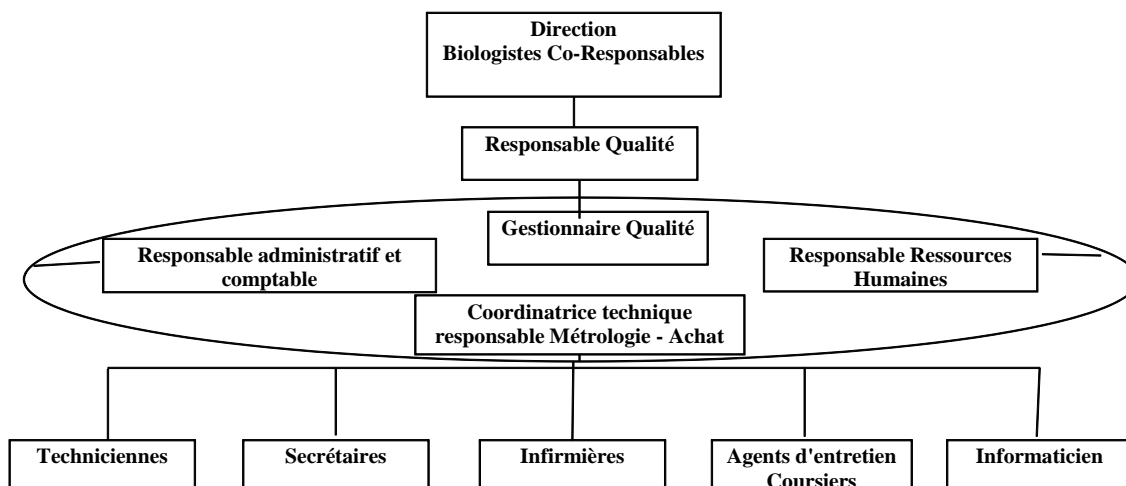 Direction
Biologistes Co-Responsables
Responsable Qualité
Gestionnaire Qualité
Responsable administratif et
comptable
Responsable Ressources
Humaines
Coordinatrice technique
responsable Métrologie - Achat
Techniciennes
Secrétaires
Infirmières
Agents d'entretien
Coursiers
Informaticien